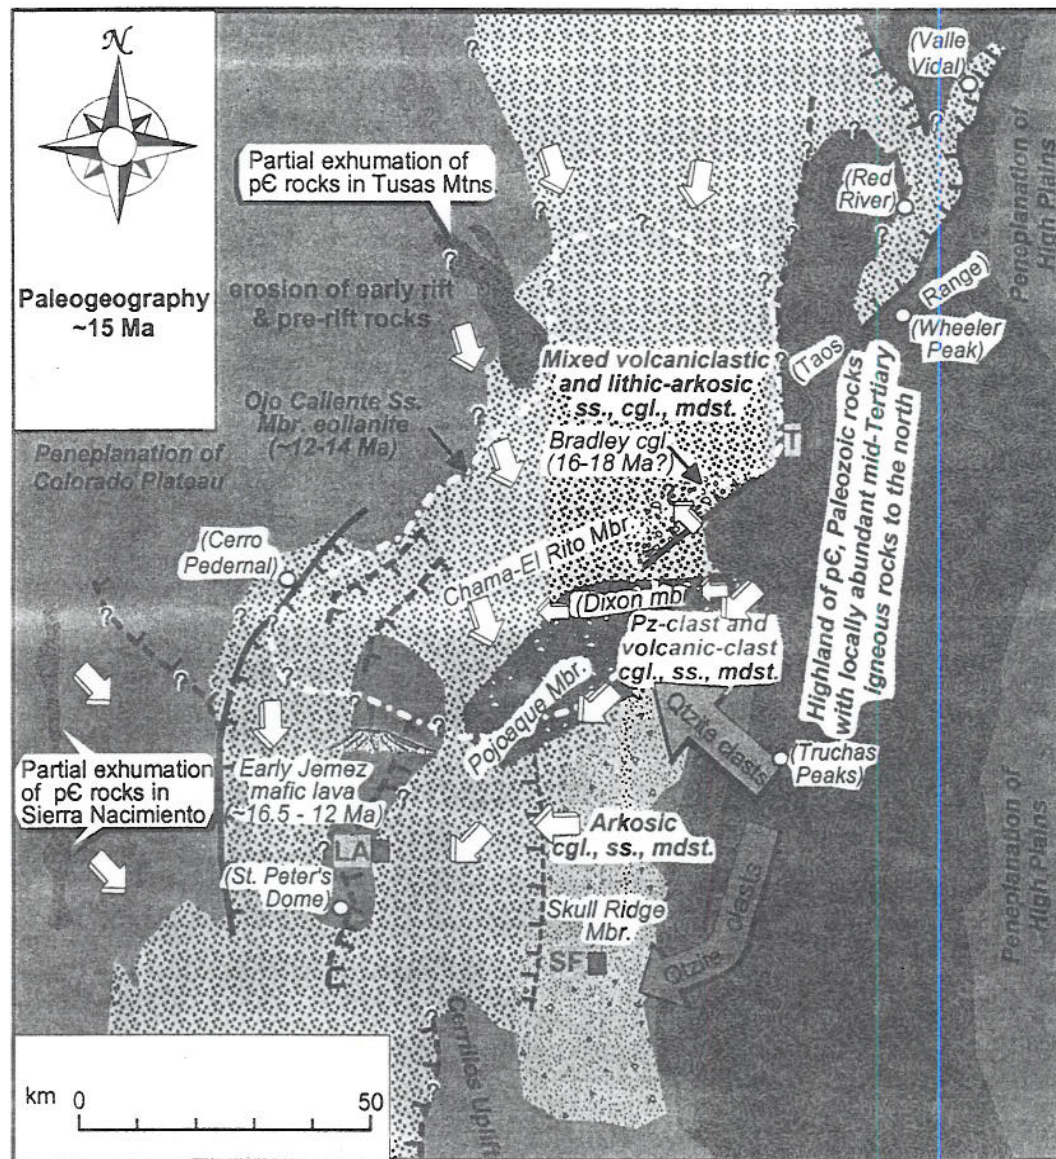 N
Paleogeography
~15 Ma
Partial exhumation of
pЄ rocks in Tusas Mtns.
erosion of early rift
& pre-rift rocks
Ojo Caliente Ss.
Mbr. eolianite
(~12-14 Ma)
Peneplanation of
Colorado Plateau
(Cerro
Pedernal)
(Valle
Vidal)
(Red
River)
Peneplanation of
High Plains
(Wheeler
Peak)
(Taos
Range)
Mixed volcaniclastic
and lithic-arkosic
ss., cgl., mdst.
T
Bradley cgl
(16-18 Ma?)
Chama-El Rito Mbr.
(Dixon mbr
Pz-clast and
volcanic-clast
cgl., ss., mdst.
Highland of pЄ, Paleozoic rocks
with locally abundant mid-Tertiary
igneous rocks to the north
Pojoaque Mbr.
Qtzite clasts
(Truchas
Peaks)
Partial exhumation
of pЄ rocks in
Sierra Nacimiento
Early Jemez
mafic lava
(~16.5 - 12 Ma)
LA
(St. Peter's
Dome)
Arkosic
cgl., ss., mdst.
Skull Ridge
Mbr.
SF
Qtzite clasts
Peneplanation of
High Plains
Cerrillos Uplift
km 0 50
? ? ? ? ? ? ? ? ? ? ? ? ? ? ? ? ? ?